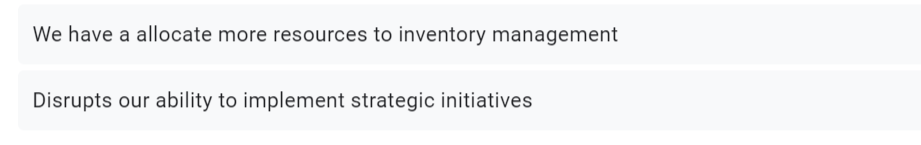 We have a allocate more resources to inventory management
Disrupts our ability to implement strategic initiatives